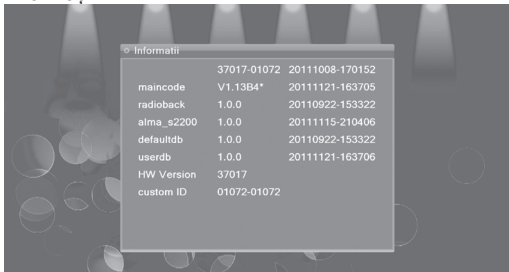 Informatii
37017-01072 20111008-170152
maincode V1.13B4* 20111121-163705
radioback 1.0.0 20110922-153322
alma_s2200 1.0.0 20111115-210406
defaultdb 1.0.0 20110922-153322
userdb 1.0.0 20111121-163706
HW Version 37017
custom ID 01072-01072